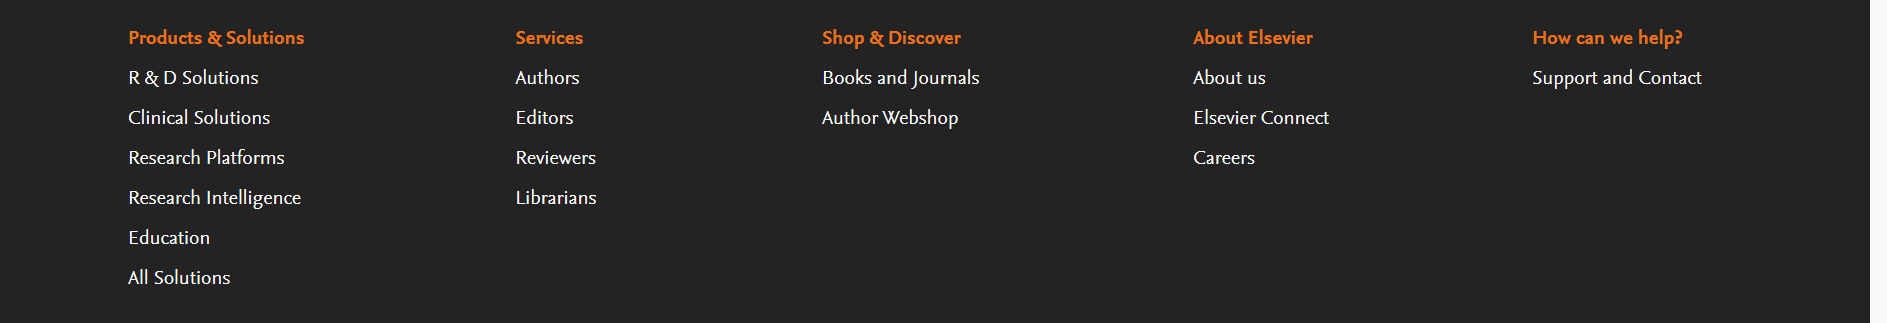 Products & Solutions
R & D Solutions
Clinical Solutions
Research Platforms
Research Intelligence
Education
All Solutions
Services
Authors
Editors
Reviewers
Librarians
Shop & Discover
Books and Journals
Author Webshop
About Elsevier
About us
Elsevier Connect
Careers
How can we help?
Support and Contact